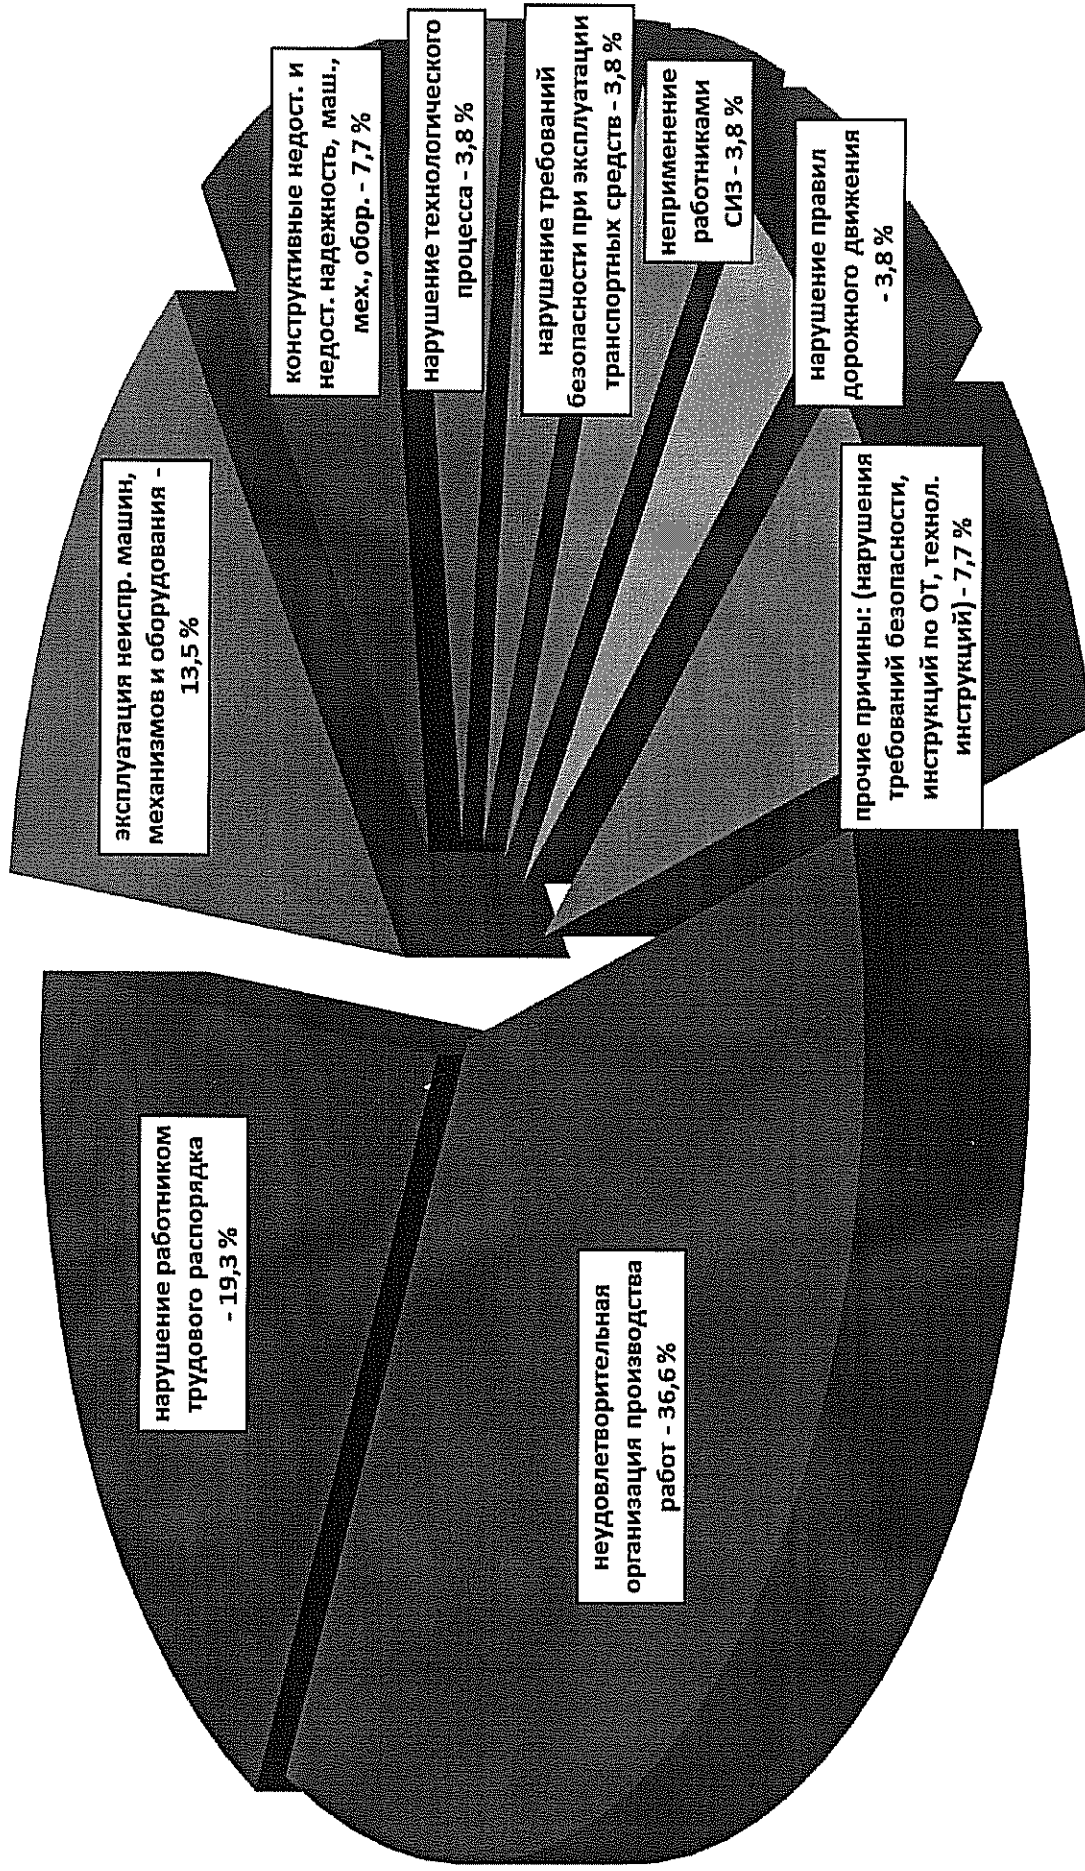 нарушение работником
трудового распорядка
- 19,3 %
эксплуатация неиспр. машин,
механизмов и оборудования -
13,5 %
конструктивные недост. и
недост. надежность, маш.,
мех., обор. - 7,7 %
нарушение технологического
процесса - 3,8 %
нарушение требований
безопасности при эксплуатации
транспортных средств - 3,8 %
неприменение
работниками
СИЗ - 3,8 %
нарушение правил
дорожного движения
- 3,8 %
прочие причины: (нарушения
требований безопасности,
инструкций по ОТ, технол.
инструкций) - 7,7 %
неудовлетворительная
организация производства
работ - 36,6 %